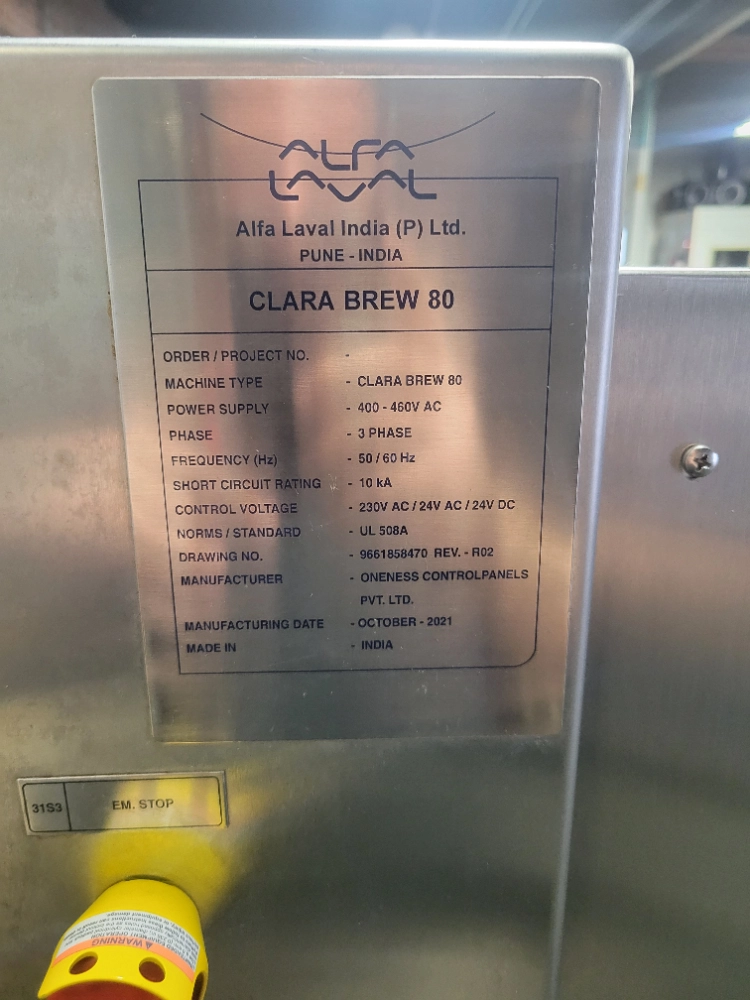 ALFA
LAVAL
Alfa Laval India (P) Ltd.
PUNE - INDIA
CLARA BREW 80
ORDER / PROJECT NO. -
MACHINE TYPE - CLARA BREW 80
POWER SUPPLY - 400 - 460V AC
PHASE - 3 PHASE
FREQUENCY (Hz) - 50 / 60 Hz
SHORT CIRCUIT RATING - 10 kA
CONTROL VOLTAGE - 230V AC / 24V AC / 24V DC
NORMS / STANDARD - UL 508A
DRAWING NO. - 9661858470 REV. - R02
MANUFACTURER - ONENESS CONTROLPANELS
PVT. LTD.
MANUFACTURING DATE - OCTOBER - 2021
MADE IN - INDIA
31S3 EM. STOP
WARNING